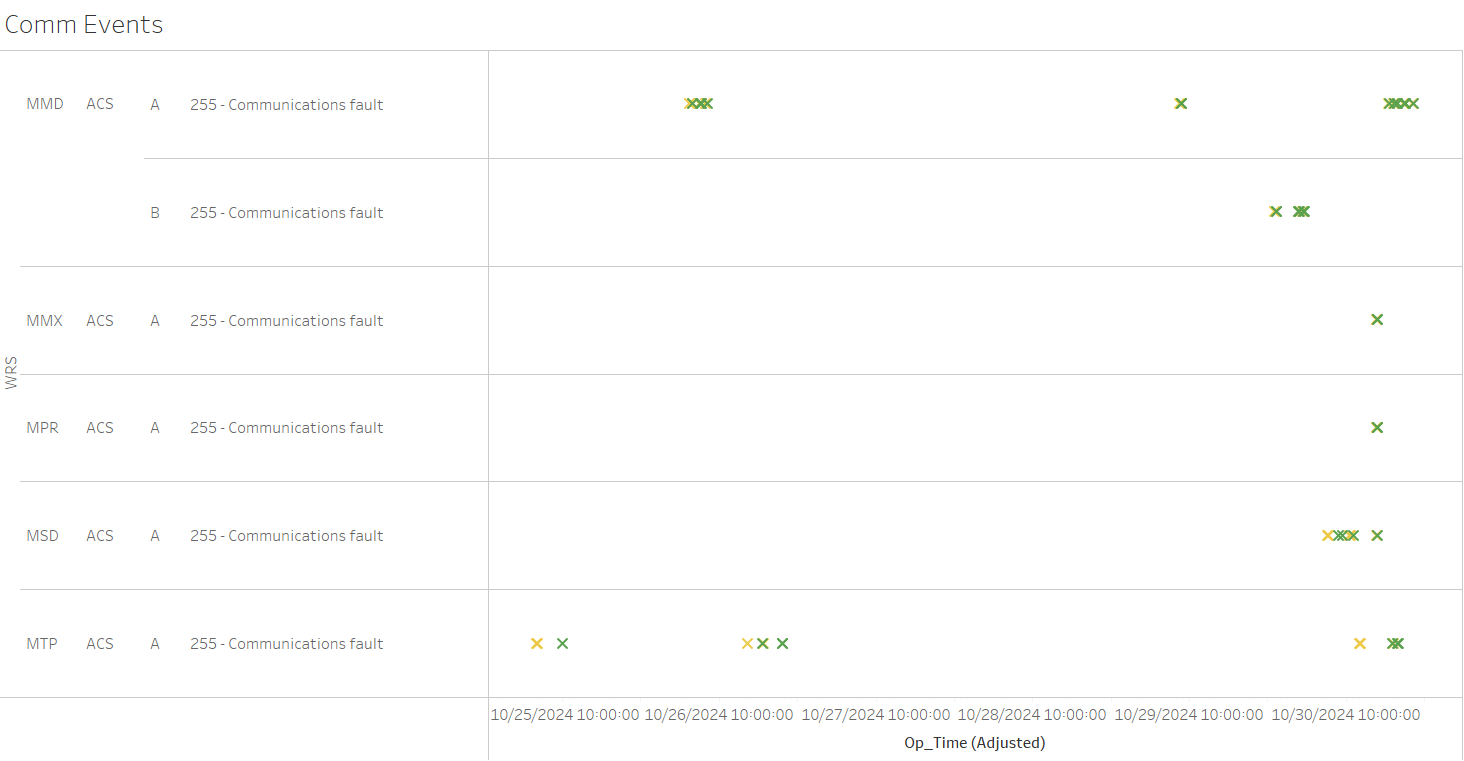 Comm Events
MMD ACS A 255 - Communications fault
B 255 - Communications fault
MMX ACS A 255 - Communications fault
WRS
MPR ACS A 255 - Communications fault
MSD ACS A 255 - Communications fault
MTP ACS A 255 - Communications fault
10/25/2024 10:00:00 10/26/2024 10:00:00 10/27/2024 10:00:00 10/28/2024 10:00:00 10/29/2024 10:00:00 10/30/2024 10:00:00
Op_Time (Adjusted)